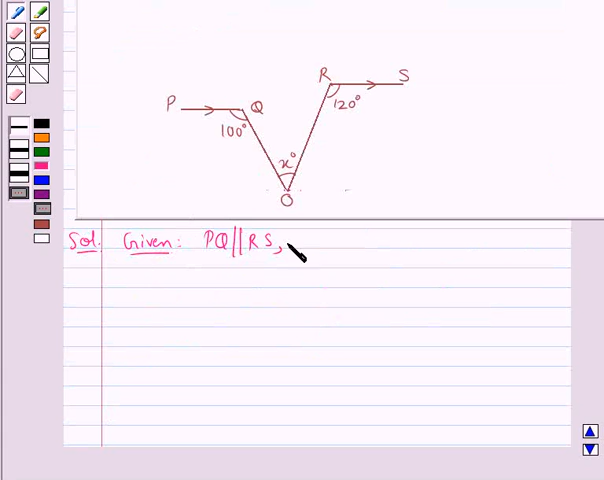 R S
P Q 120°
100°
x°
O
Sol. Given: PQ||RS,